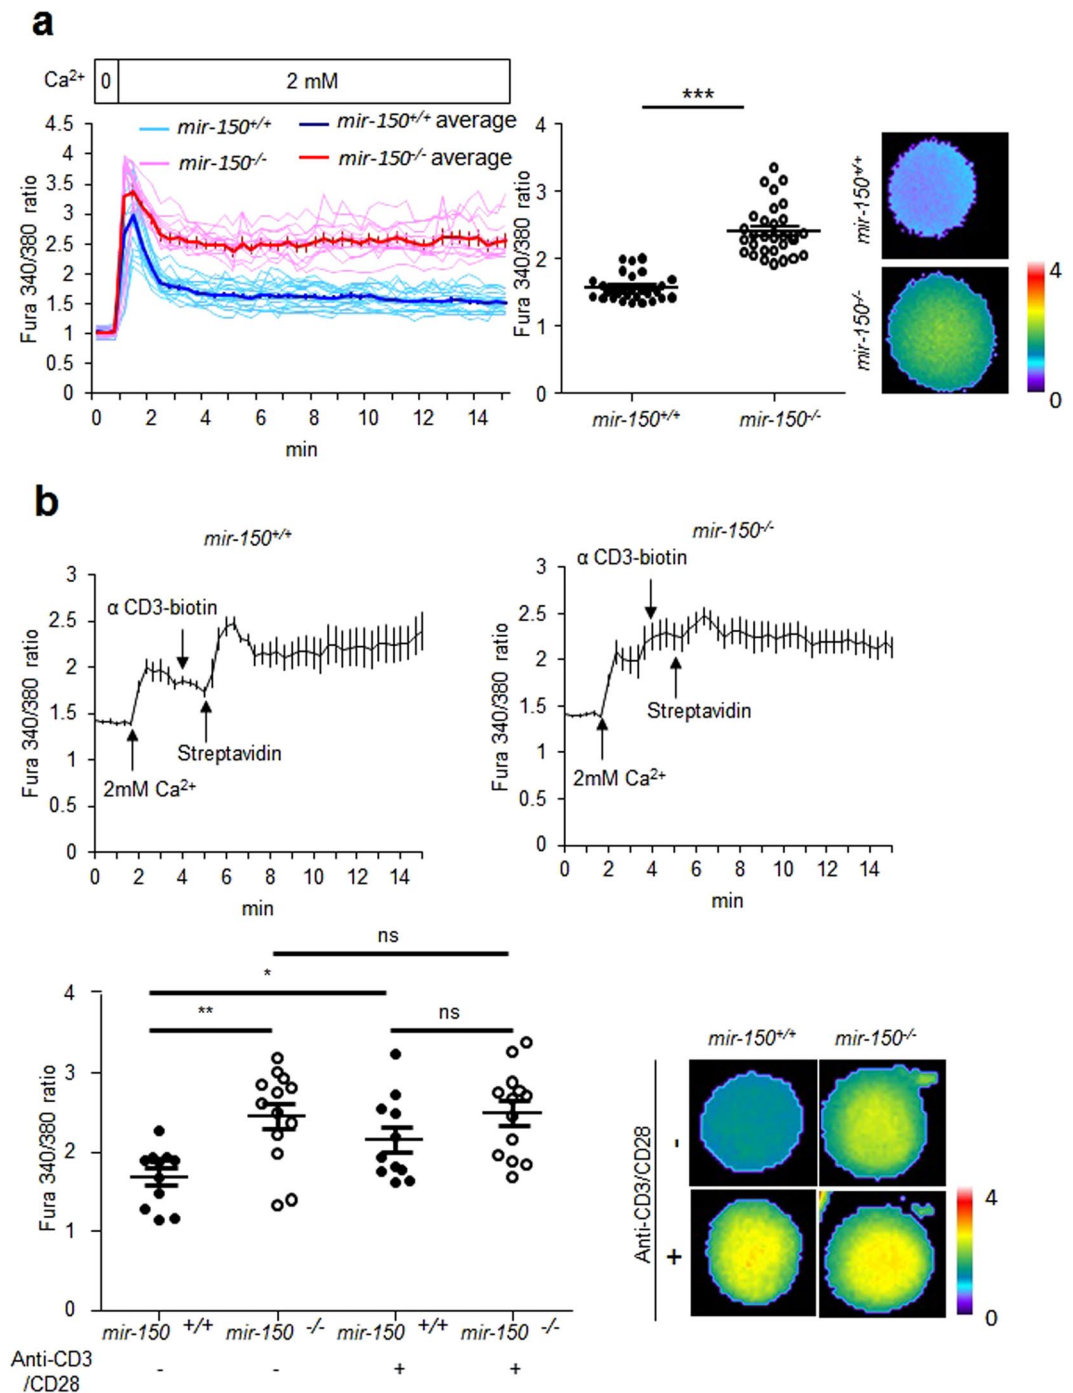 a
Ca2+ 0 2 mM
mir-150+/+ mir-150+/+ average
mir-150-/- mir-150-/- average
Fura 340/380 ratio
4.5
4
3.5
3
2.5
2
1.5
1
0.5
0
0 2 4 6 8 10 12 14
min
***
Fura 340/380 ratio
4
3
2
1
0
mir-150+/+ mir-150-/-
mir-150+/+
mir-150-/-
4
0
b
mir-150+/+
α CD3-biotin
Fura 340/380 ratio
3
2.5
2
1.5
1
0.5
0
Streptavidin
2mM Ca2+
0 2 4 6 8 10 12 14
min
mir-150-/-
α CD3-biotin
Fura 340/380 ratio
3
2.5
2
1.5
1
0.5
0
Streptavidin
2mM Ca2+
0 2 4 6 8 10 12 14
min
ns
*
** ns
Fura 340/380 ratio
4
3
2
1
0
mir-150 +/+ mir-150 -/- mir-150 +/+ mir-150 -/-
Anti-CD3
/CD28
- - + +
mir-150+/+ mir-150-/-
Anti-CD3/CD28
-
+
4
0